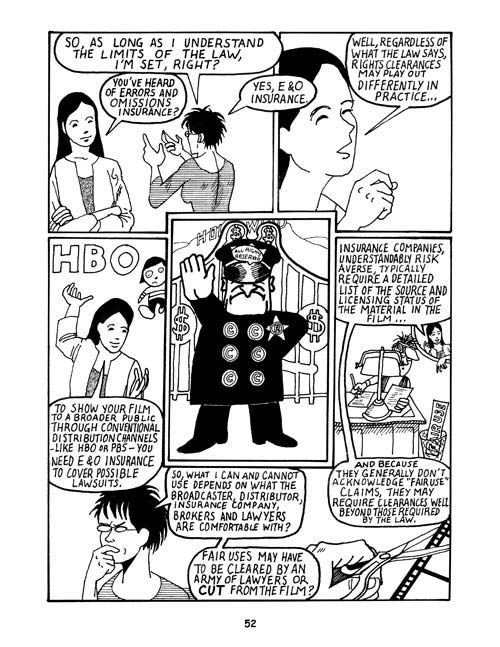 SO, AS LONG AS I UNDERSTAND
THE LIMITS OF THE LAW,
I'M SET, RIGHT?
YOU'VE HEARD
OF ERRORS AND
OMISSIONS
INSURANCE?
YES, E & O
INSURANCE.
WELL, REGARDLESS OF
WHAT THE LAW SAYS,
RIGHTS CLEARANCES
MAY PLAY OUT
DIFFERENTLY IN
PRACTICE...
HBO
TO SHOW YOUR FILM
TO A BROADER PUBLIC
THROUGH CONVENTIONAL
DISTRIBUTION CHANNELS
-LIKE HBO OR PBS-YOU
NEED E & O INSURANCE
TO COVER POSSIBLE
LAWSUITS.
$ $
ALL RIGHTS
RESERVED
$ $
© © ©
© ©
© ©
INSURANCE COMPANIES,
UNDERSTANDABLY RISK
AVERSE, TYPICALLY
REQUIRE A DETAILED
LIST OF THE SOURCE AND
LICENSING STATUS OF
THE MATERIAL IN THE
FILM...
FAIR USE
AND BECAUSE
THEY GENERALLY DON'T
ACKNOWLEDGE "FAIR USE"
CLAIMS, THEY MAY
REQUIRE CLEARANCES WELL
BEYOND THOSE REQUIRED
BY THE LAW.
SO, WHAT I CAN AND CANNOT
USE DEPENDS ON WHAT THE
BROADCASTER, DISTRIBUTOR,
INSURANCE COMPANY,
BROKERS AND LAWYERS
ARE COMFORTABLE WITH?
FAIR USES MAY HAVE
TO BE CLEARED BY AN
ARMY OF LAWYERS OR
CUT FROM THE FILM?
52